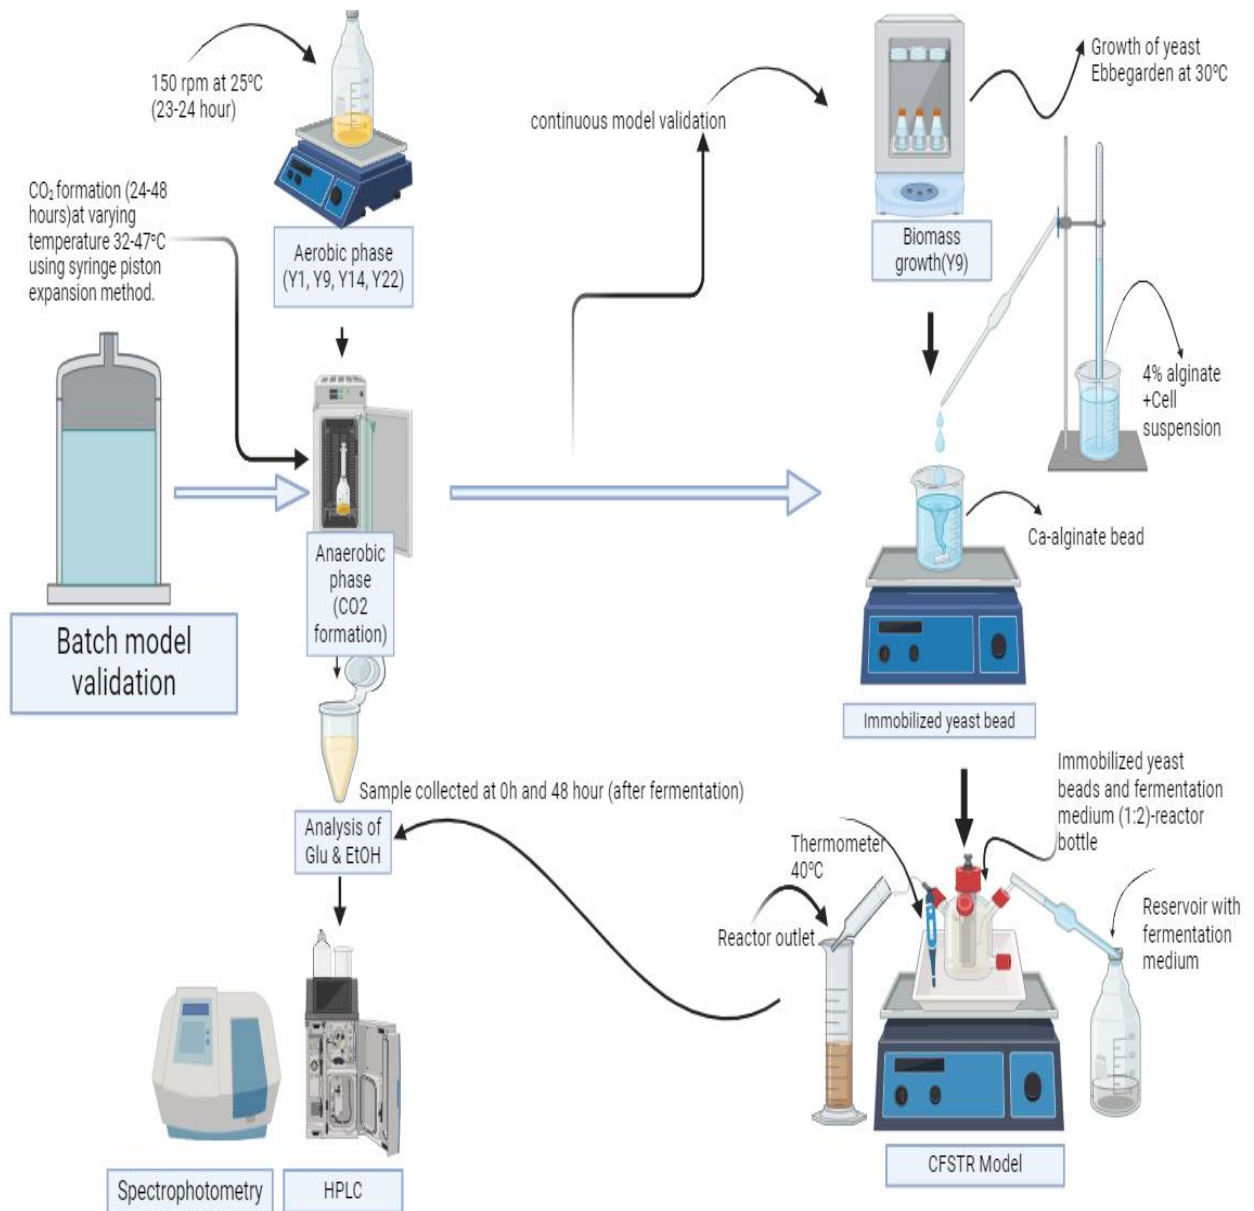 150 rpm at 25ºC
(23-24 hour)
CO₂ formation (24-48
hours)at varying
temperature 32-47ºC
using syringe piston
expansion method.
Aerobic phase
(Y1, Y9, Y14, Y22)
Batch model
validation
Anaerobic
phase
(CO2
formation)
Sample collected at 0h and 48 hour (after fermentation)
Analysis of
Glu & EtOH
Spectrophotometry
HPLC
continuous model validation
Growth of yeast
Ebbegarden at 30ºC
Biomass
growth(Y9)
4% alginate
+Cell
suspension
Ca-alginate bead
Immobilized yeast bead
Immobilized yeast
beads and fermentation
medium (1:2)-reactor
bottle
Thermometer
40ºC
Reactor outlet
Reservoir with
fermentation
medium
CFSTR Model